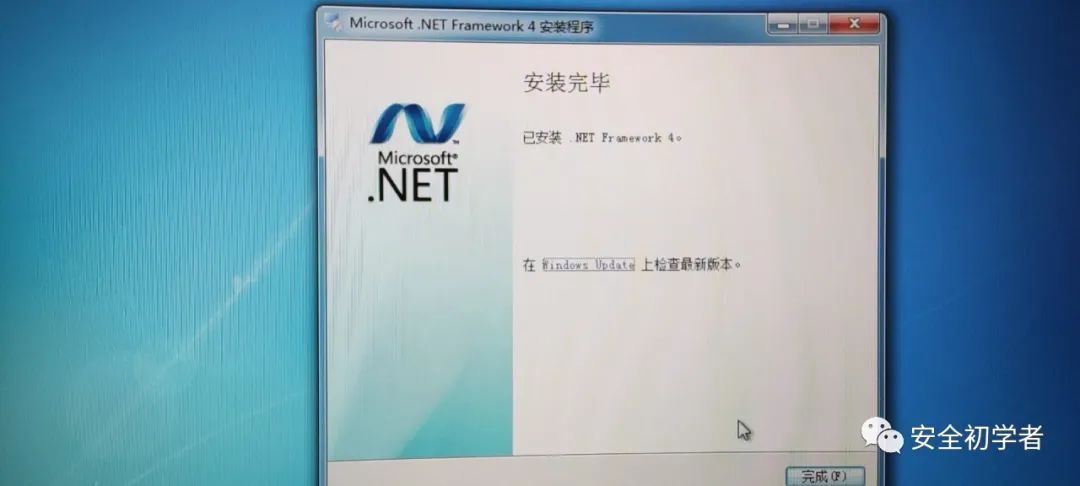 Microsoft .NET Framework 4 安装程序
安装完毕
已安装 .NET Framework 4。
Microsoft®
.NET™
在 Windows Update 上检查最新版本。
安全初学者
完成(F)